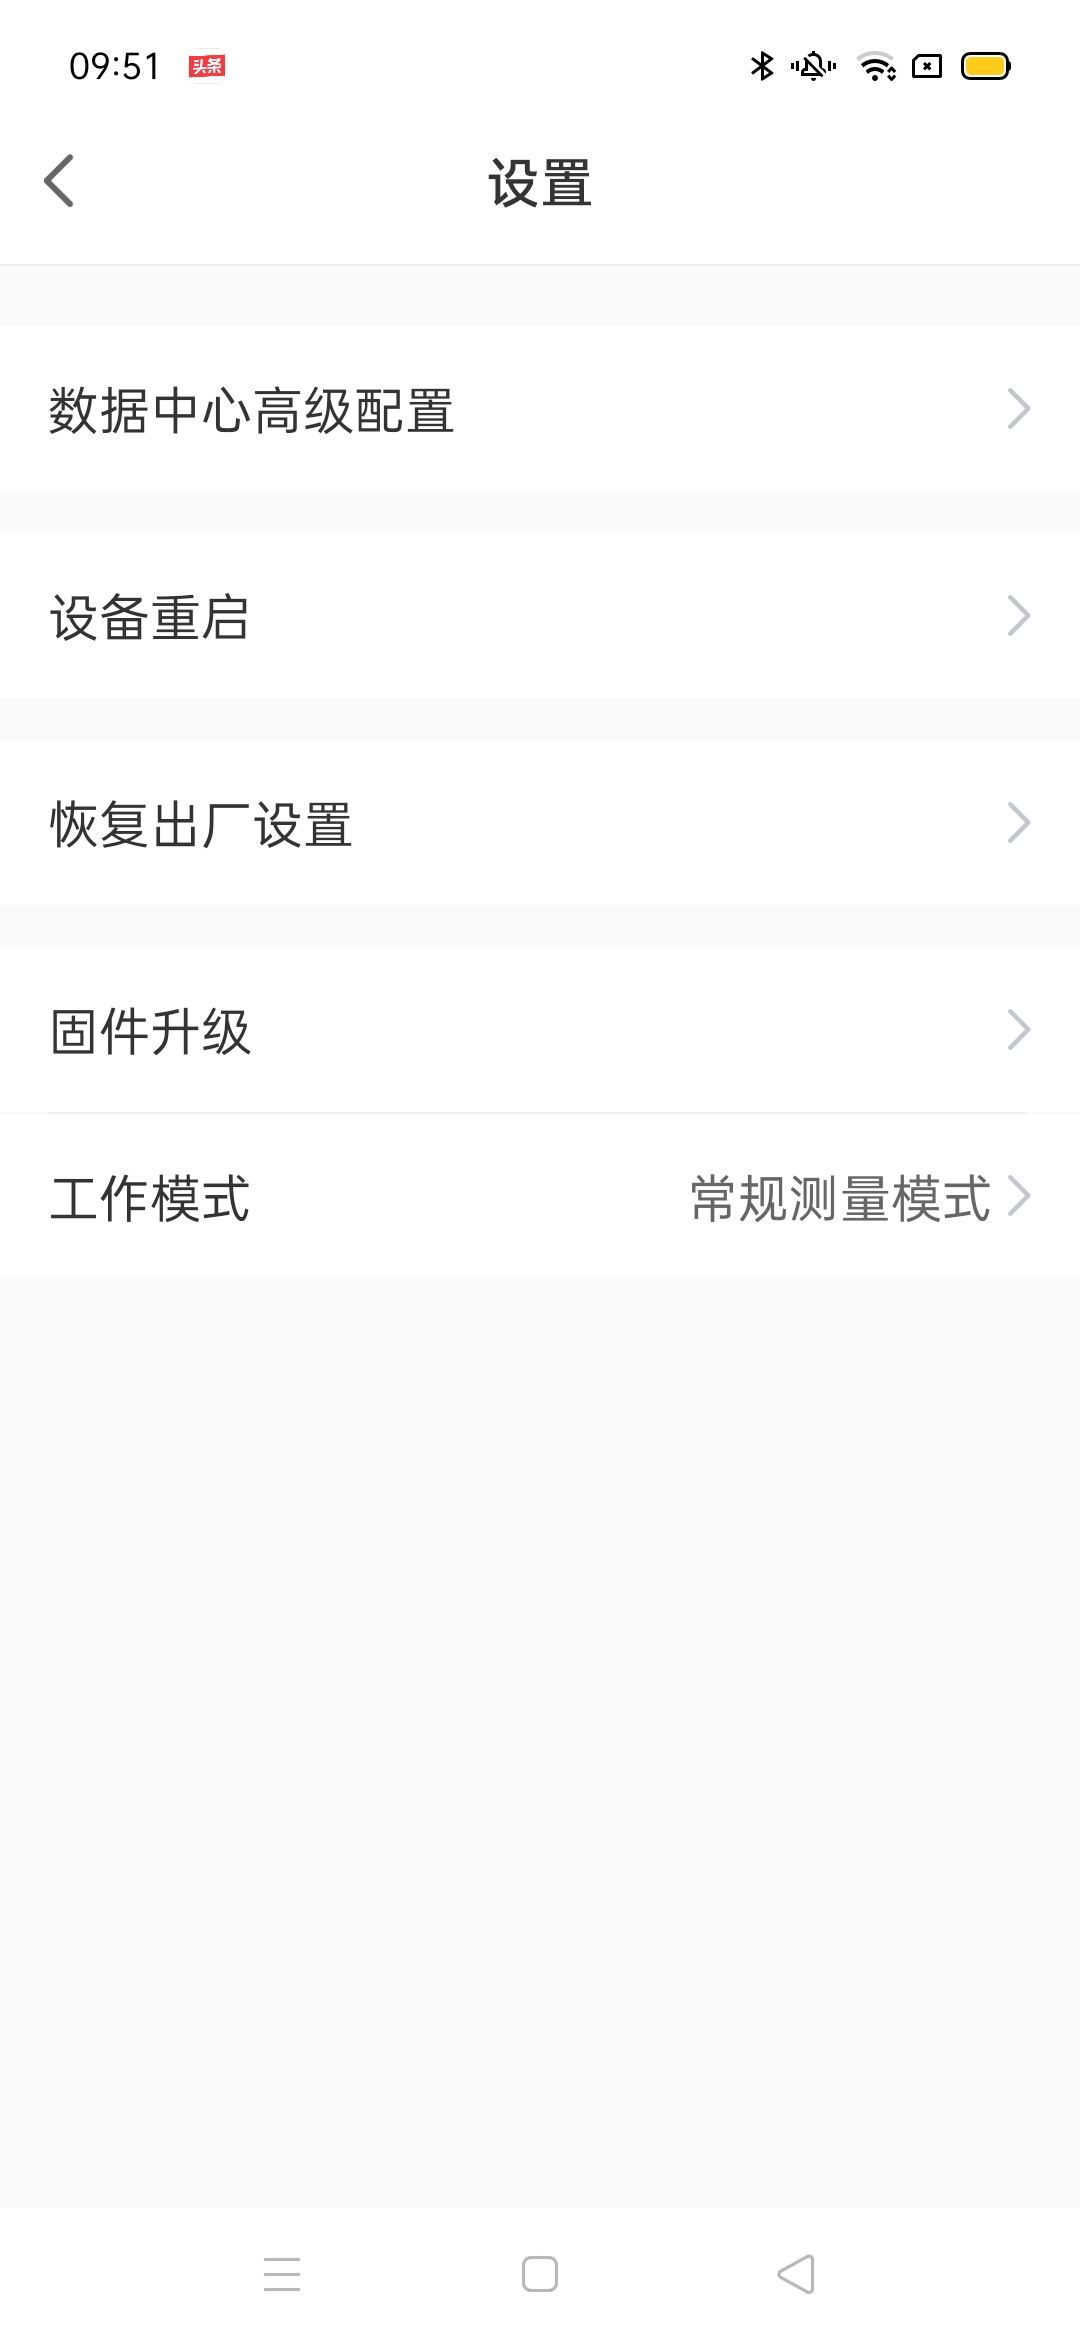 09:51 头条
设置
数据中心高级配置
设备重启
恢复出厂设置
固件升级
工作模式 常规测量模式